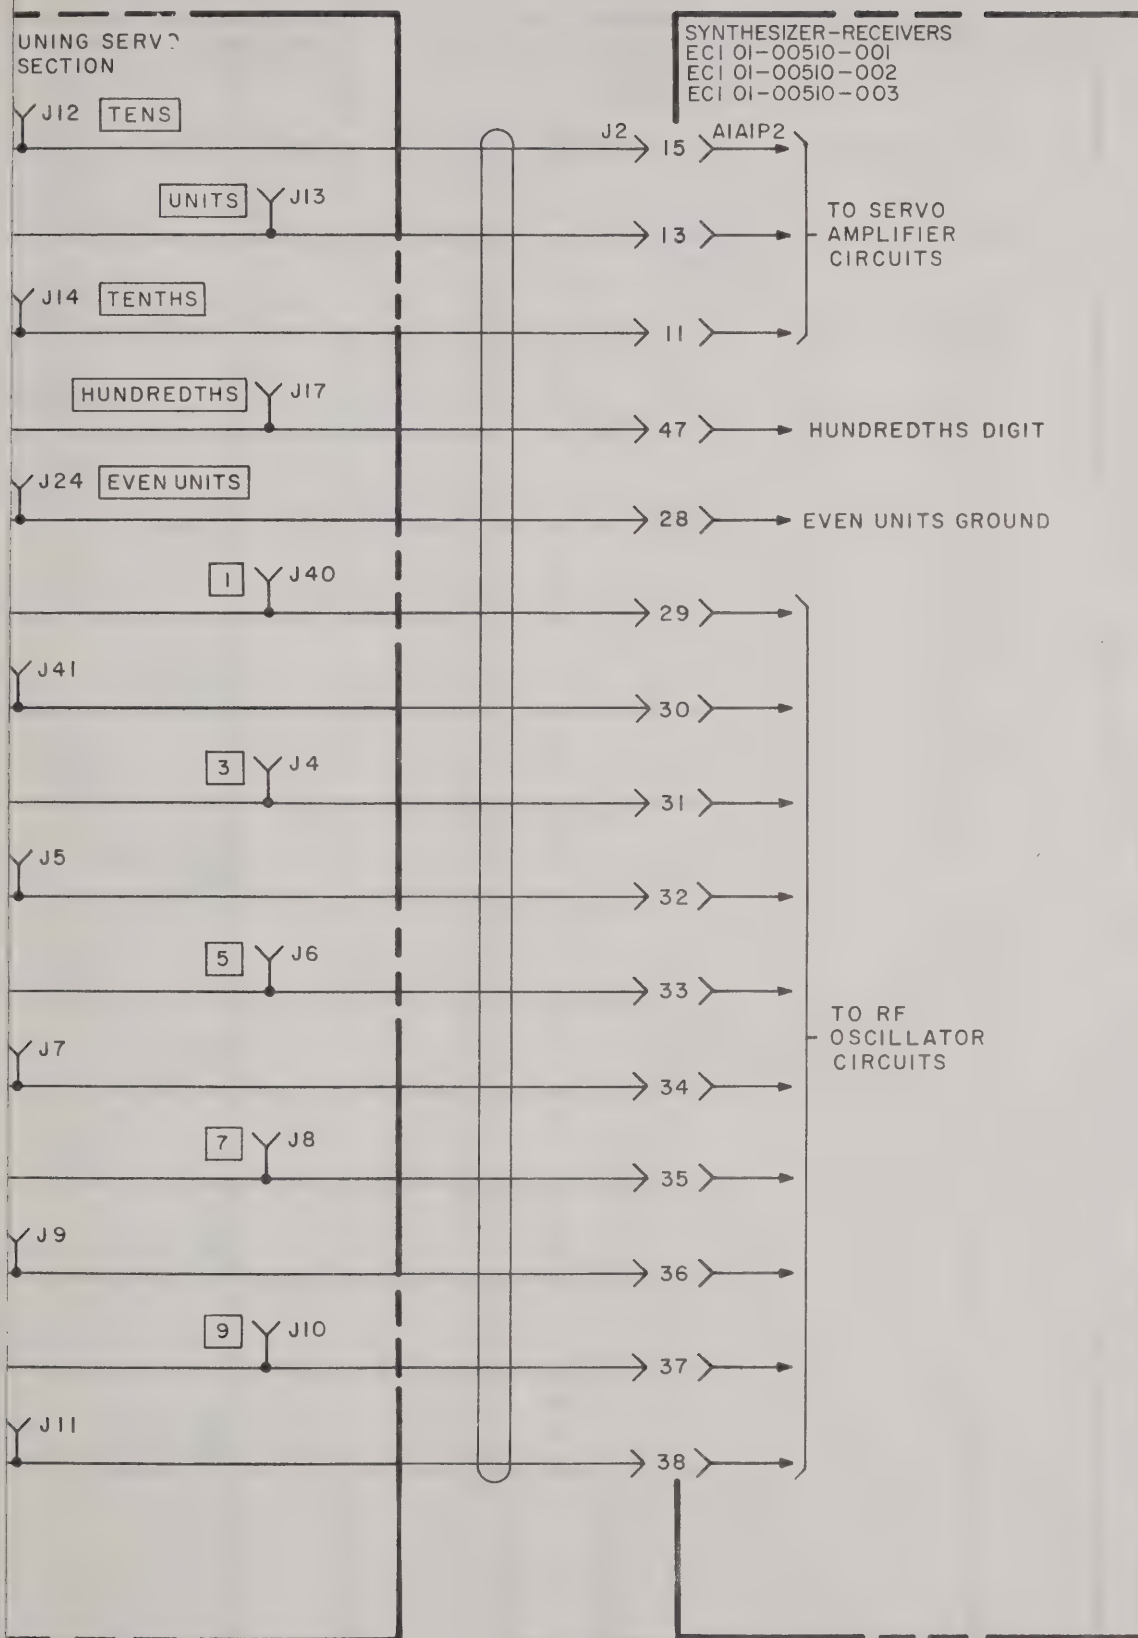 UNING SERVO
SECTION
SYNTHESIZER-RECEIVERS
ECI 01-00510-001
ECI 01-00510-002
ECI 01-00510-003
J12 TENS
J2 15 A1A1P2
UNITS J13
13
TO SERVO
AMPLIFIER
CIRCUITS
J14 TENTHS
11
HUNDREDTHS J17
47 HUNDREDTHS DIGIT
J24 EVEN UNITS
28 EVEN UNITS GROUND
1 J40
29
J41
30
3 J4
31
J5
32
5 J6
33
TO RF
OSCILLATOR
CIRCUITS
J7
34
7 J8
35
J9
36
9 J10
37
J11
38